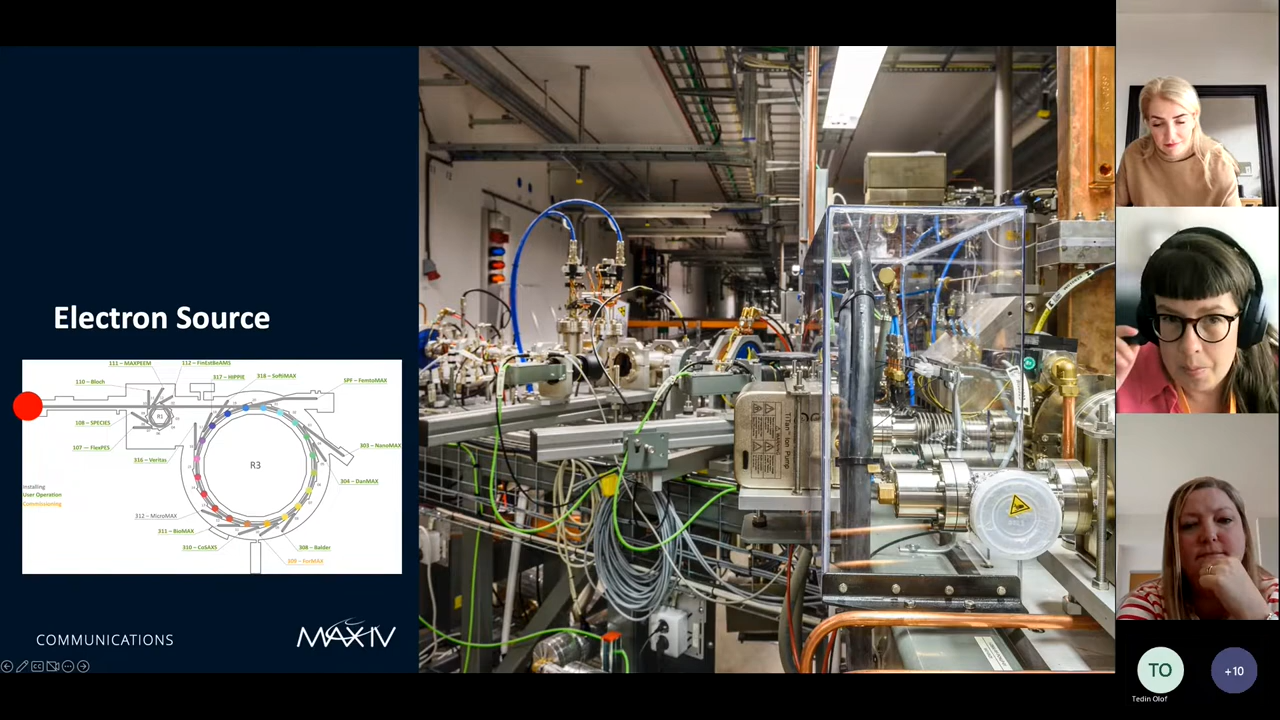 Electron Source
111 – MAXPEEM
112 – FinEstBeAMS
110 – Bloch
317 – HIPPIE
318 – SoftiMAX
SPF – FemtoMAX
R1
108 – SPECIES
107 – FlexPES
316 – Veritas
303 – NanoMAX
R3
304 – DanMAX
Installing
User Operation
Commissioning
312 – MicroMAX
311 – BioMAX
310 – CoSAXS
308 – Balder
309 – ForMAX
COMMUNICATIONS
MAX IV
TiTan™ Ion Pump
TO
+10
Tedin Olof